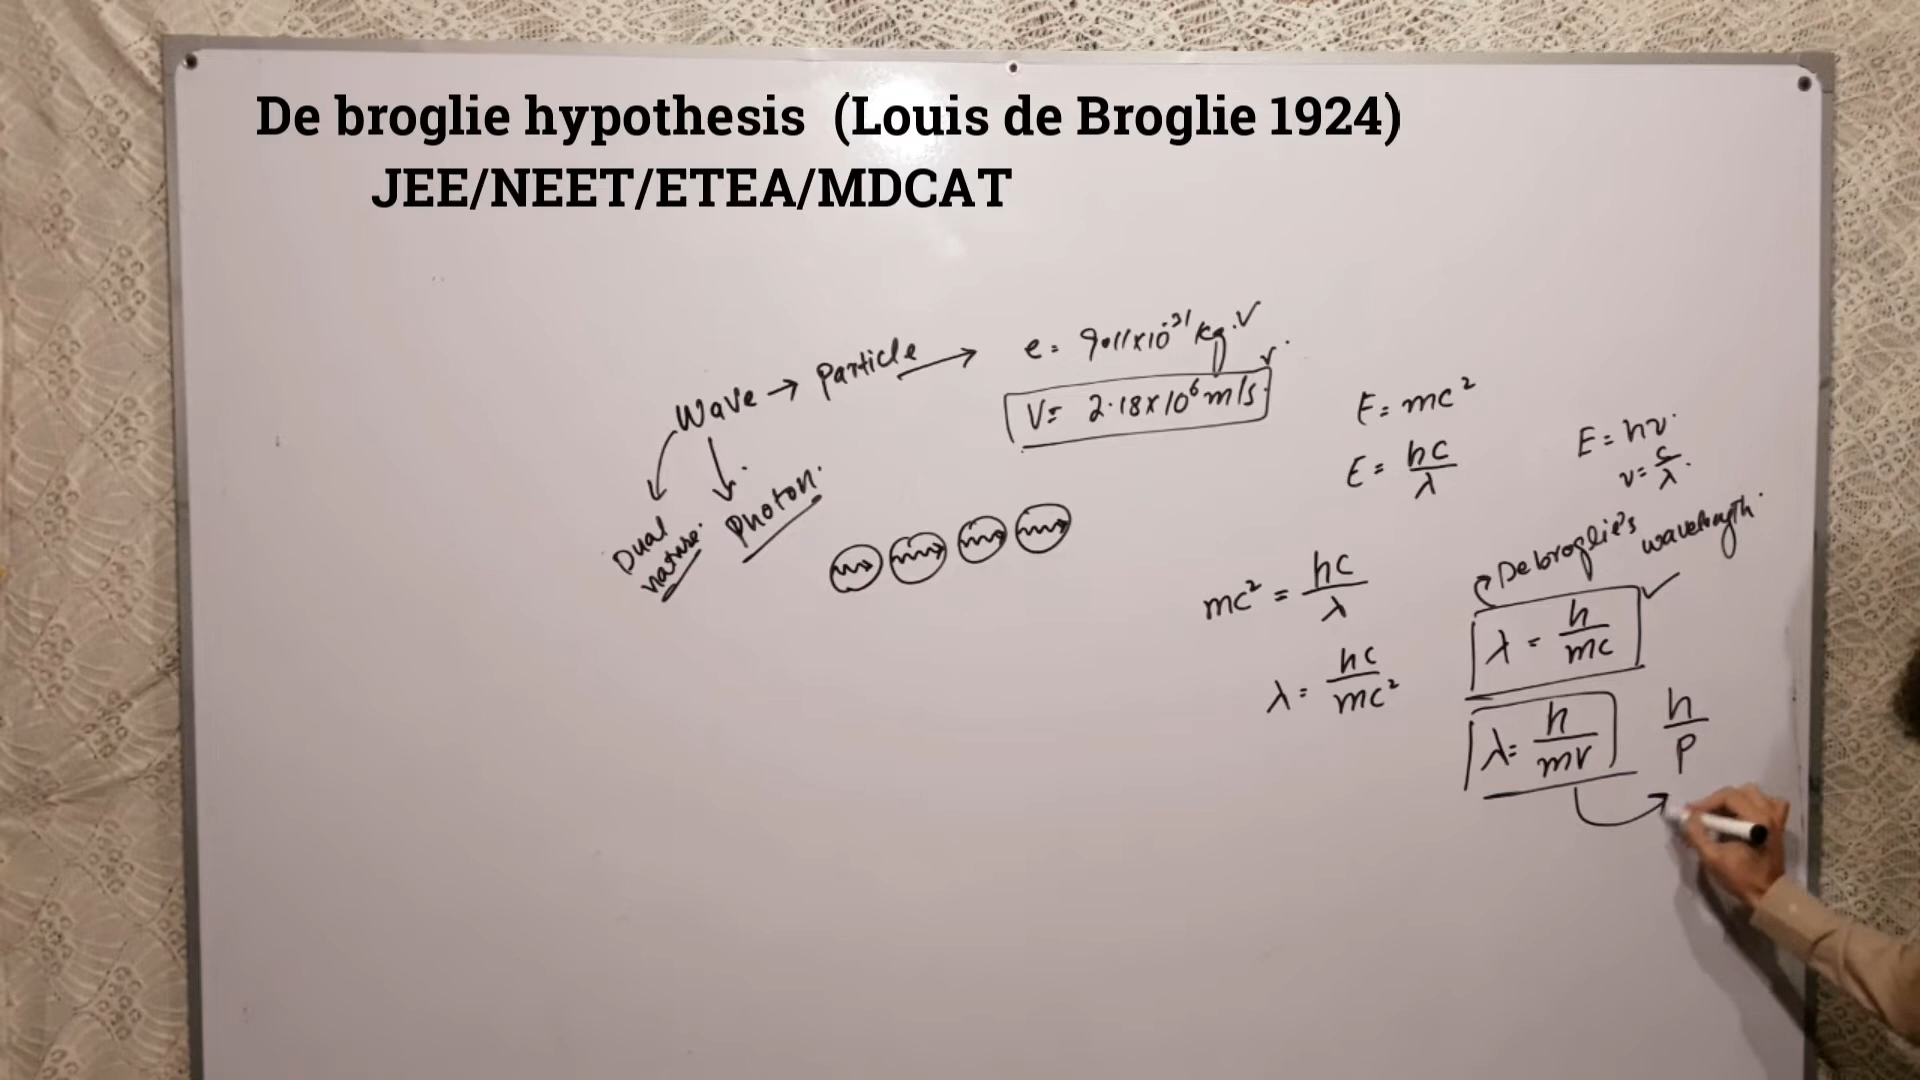 De broglie hypothesis (Louis de Broglie 1924)
JEE/NEET/ETEA/MDCAT
Wave → Particle → e = 9.11×10⁻³¹ kg. V
V = 2.18×10⁶ m/s
Dual nature.
Photon.
E = mc²
E = hc/λ
E = hν.
ν = c/λ.
mc² = hc/λ
λ = hc/mc²
De broglie's wavelength.
λ = h/mc
λ = h/mv
h/p